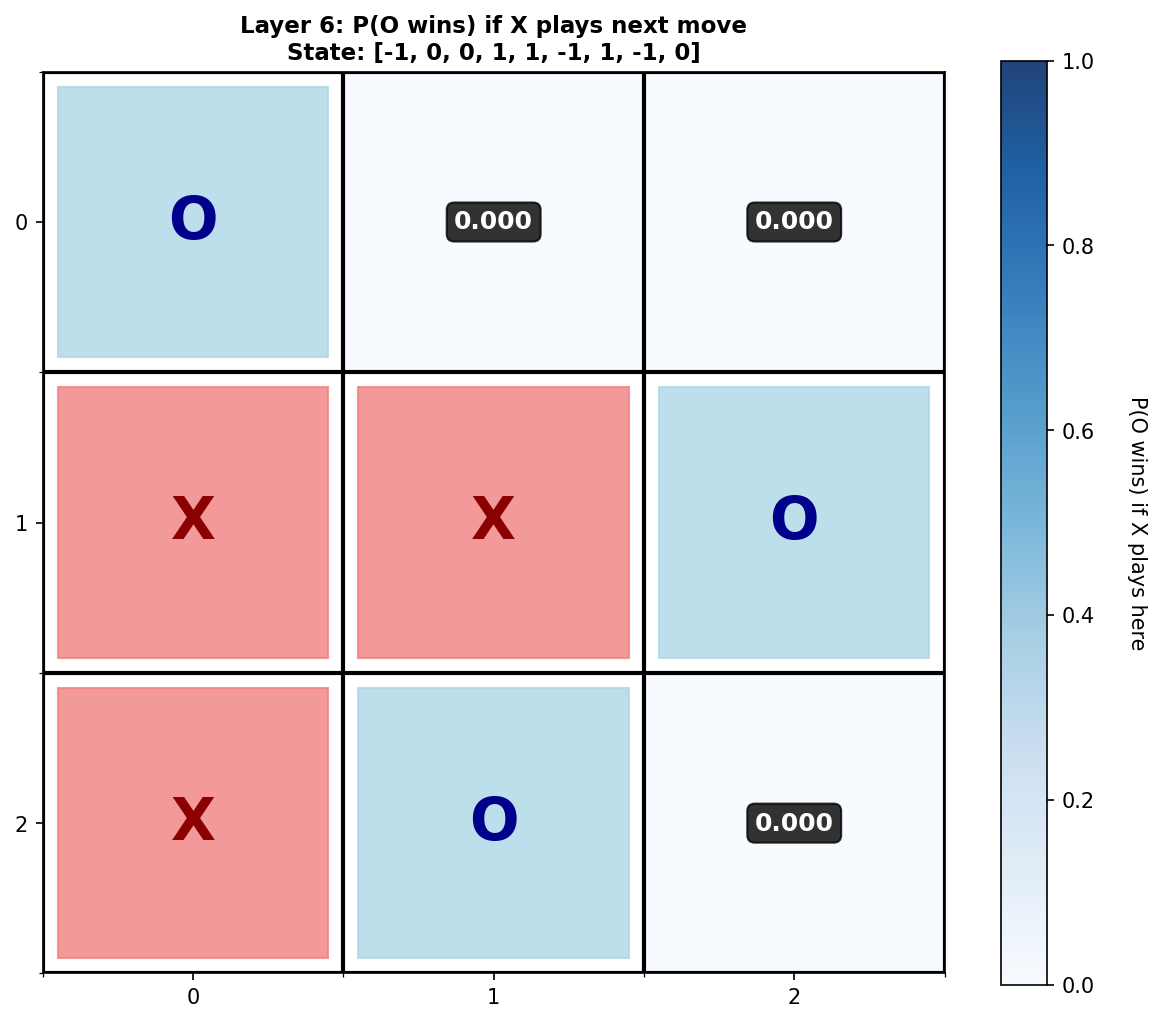 Layer 6: P(O wins) if X plays next move
State: [-1, 0, 0, 1, 1, -1, 1, -1, 0]
0
O
0.000
0.000
1
X
X
O
2
X
O
0.000
0
1
2
1.0
0.8
0.6
0.4
0.2
0.0
P(O wins) if X plays here